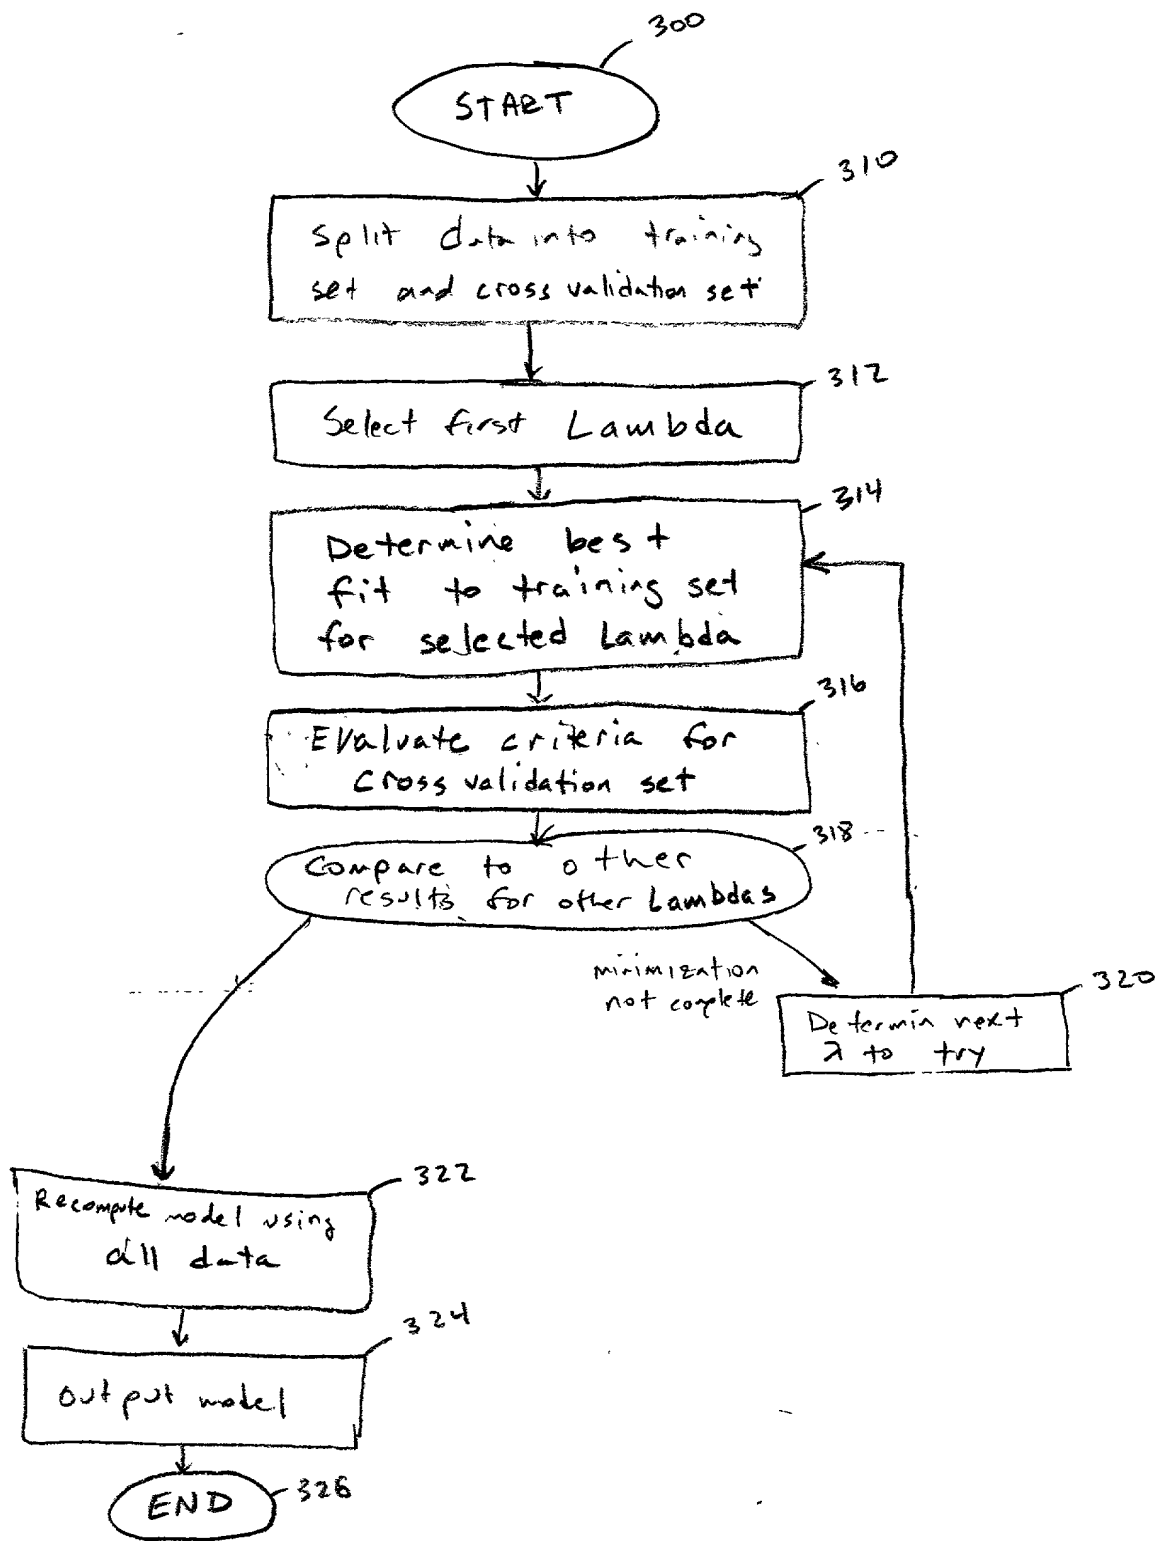 300
START
310
Split data into training
set and cross validation set
312
Select first Lambda
314
Determine best
fit to training set
for selected Lambda
316
Evaluate criteria for
cross validation set
318
Compare to other
results for other Lambdas
minimization
not complete
320
Determin next
λ to try
322
Recompute model using
all data
324
Output model
326
END